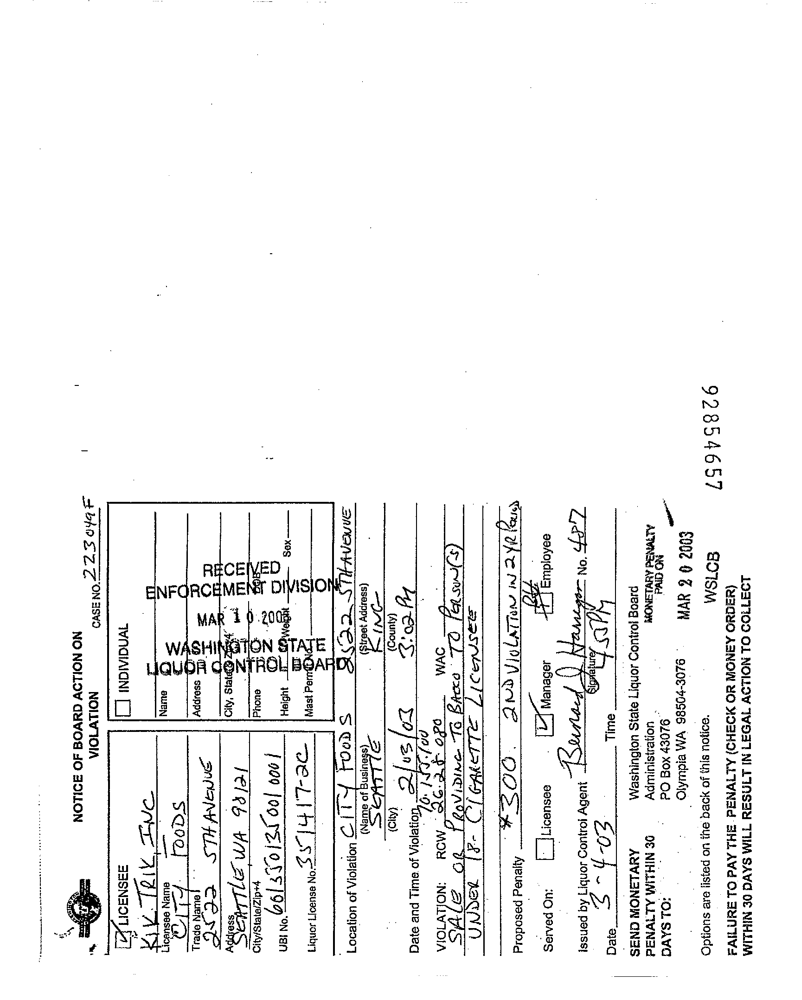 NOTICE OF BOARD ACTION ON
VIOLATION
CASE NO. 223049F
LICENSEE
KIK TRIK, INC
Licensee Name
CITY FOODS
Trade Name
2522 5TH AVENUE
Address
SEATTLE WA 98121
City/State/Zip+4
UBI No. 601550135001 0001
Liquor License No. 351417-2C
INDIVIDUAL
Name
Address
City, State
Phone
Height Weight Sex
Mast Permit No.
RECEIVED
ENFORCEMENT DIVISION
MAR 10 2003
WASHINGTON STATE
LIQUOR CONTROL BOARD
Location of Violation CITY FOODS 2522 5TH AVENUE
(Name of Business) (Street Address)
SEATTLE KING
(City) (County)
Date and Time of Violation 2/03/03 3:02 PM
70.155.100
VIOLATION: RCW 26.28.080 WAC
SALE OR PROVIDING TOBACCO TO PERSON(S)
UNDER 18 - CIGARETTE LICENSEE
Proposed Penalty $300. 2ND VIOLATION IN 2 YR PERIOD
Served On: Licensee Manager Employee
Issued by Liquor Control Agent Bernard J No. 487
Signature
Date 3-4-03 Time 455PM
SEND MONETARY
PENALTY WITHIN 30
DAYS TO:
Washington State Liquor Control Board
Administration
PO Box 43076
Olympia WA 98504-3076
MONETARY PENALTY
PAID ON
MAR 20 2003
WSLCB
Options are listed on the back of this notice.
92854657
FAILURE TO PAY THE PENALTY (CHECK OR MONEY ORDER)
WITHIN 30 DAYS WILL RESULT IN LEGAL ACTION TO COLLECT